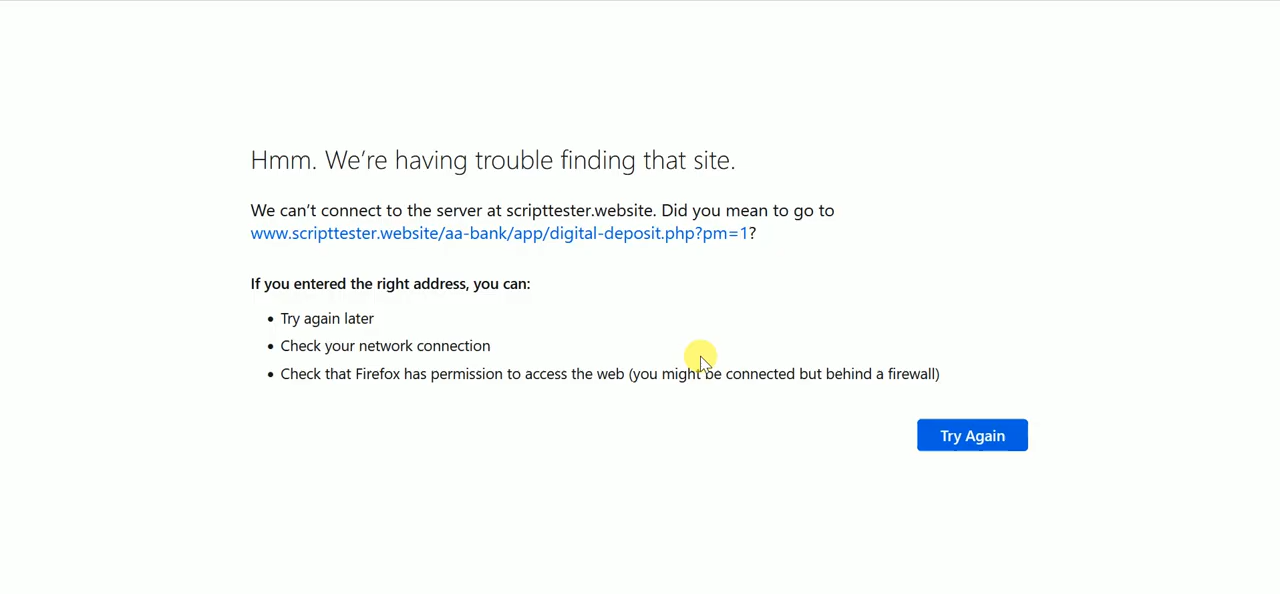 Hmm. We’re having trouble finding that site.
We can’t connect to the server at scripttester.website. Did you mean to go to
www.scripttester.website/aa-bank/app/digital-deposit.php?pm=1?
If you entered the right address, you can:
• Try again later
• Check your network connection
• Check that Firefox has permission to access the web (you might be connected but behind a firewall)
Try Again